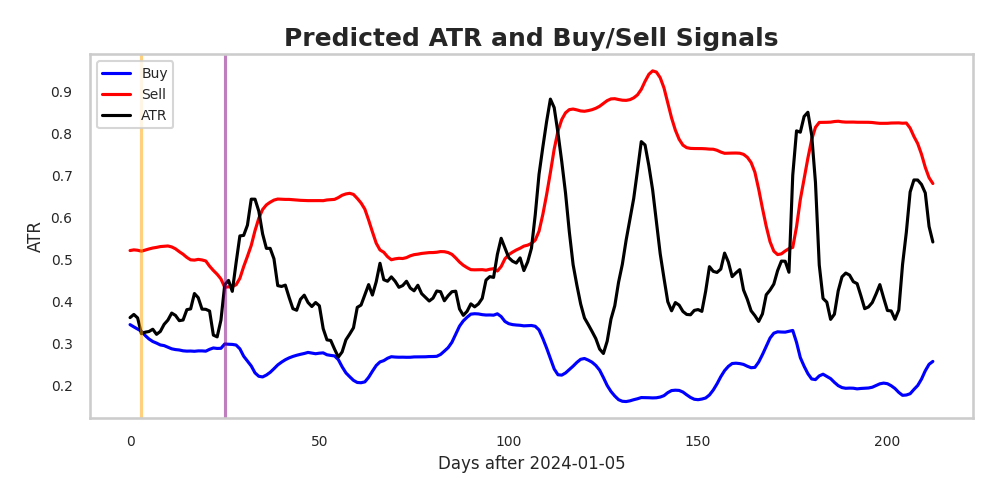 Predicted ATR and Buy/Sell Signals
Buy
Sell
ATR
ATR
0.9
0.8
0.7
0.6
0.5
0.4
0.3
0.2
0 50 100 150 200
Days after 2024-01-05